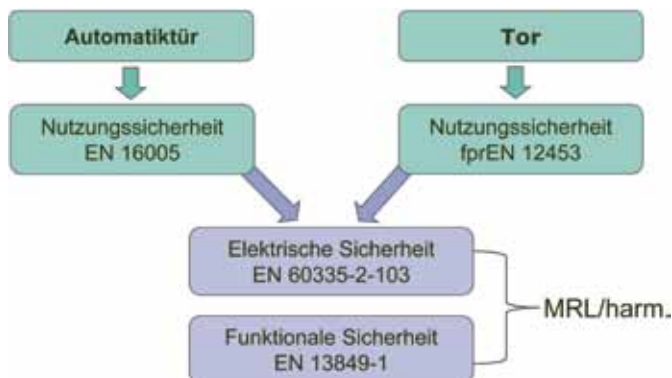 Automatiktür
Tor
Nutzungssicherheit
EN 16005
Nutzungssicherheit
fprEN 12453
Elektrische Sicherheit
EN 60335-2-103
MRL/harm.
Funktionale Sicherheit
EN 13849-1